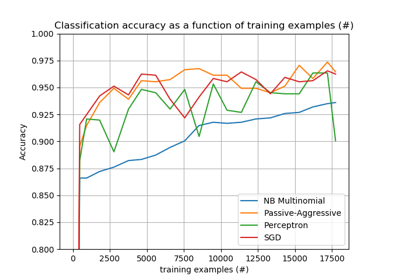 Classification accuracy as a function of training examples (#)
1.000
0.975
0.950
0.925
0.900
0.875
0.850
0.825
0.800
Accuracy
NB Multinomial
Passive-Aggressive
Perceptron
SGD
0 2500 5000 7500 10000 12500 15000 17500
training examples (#)